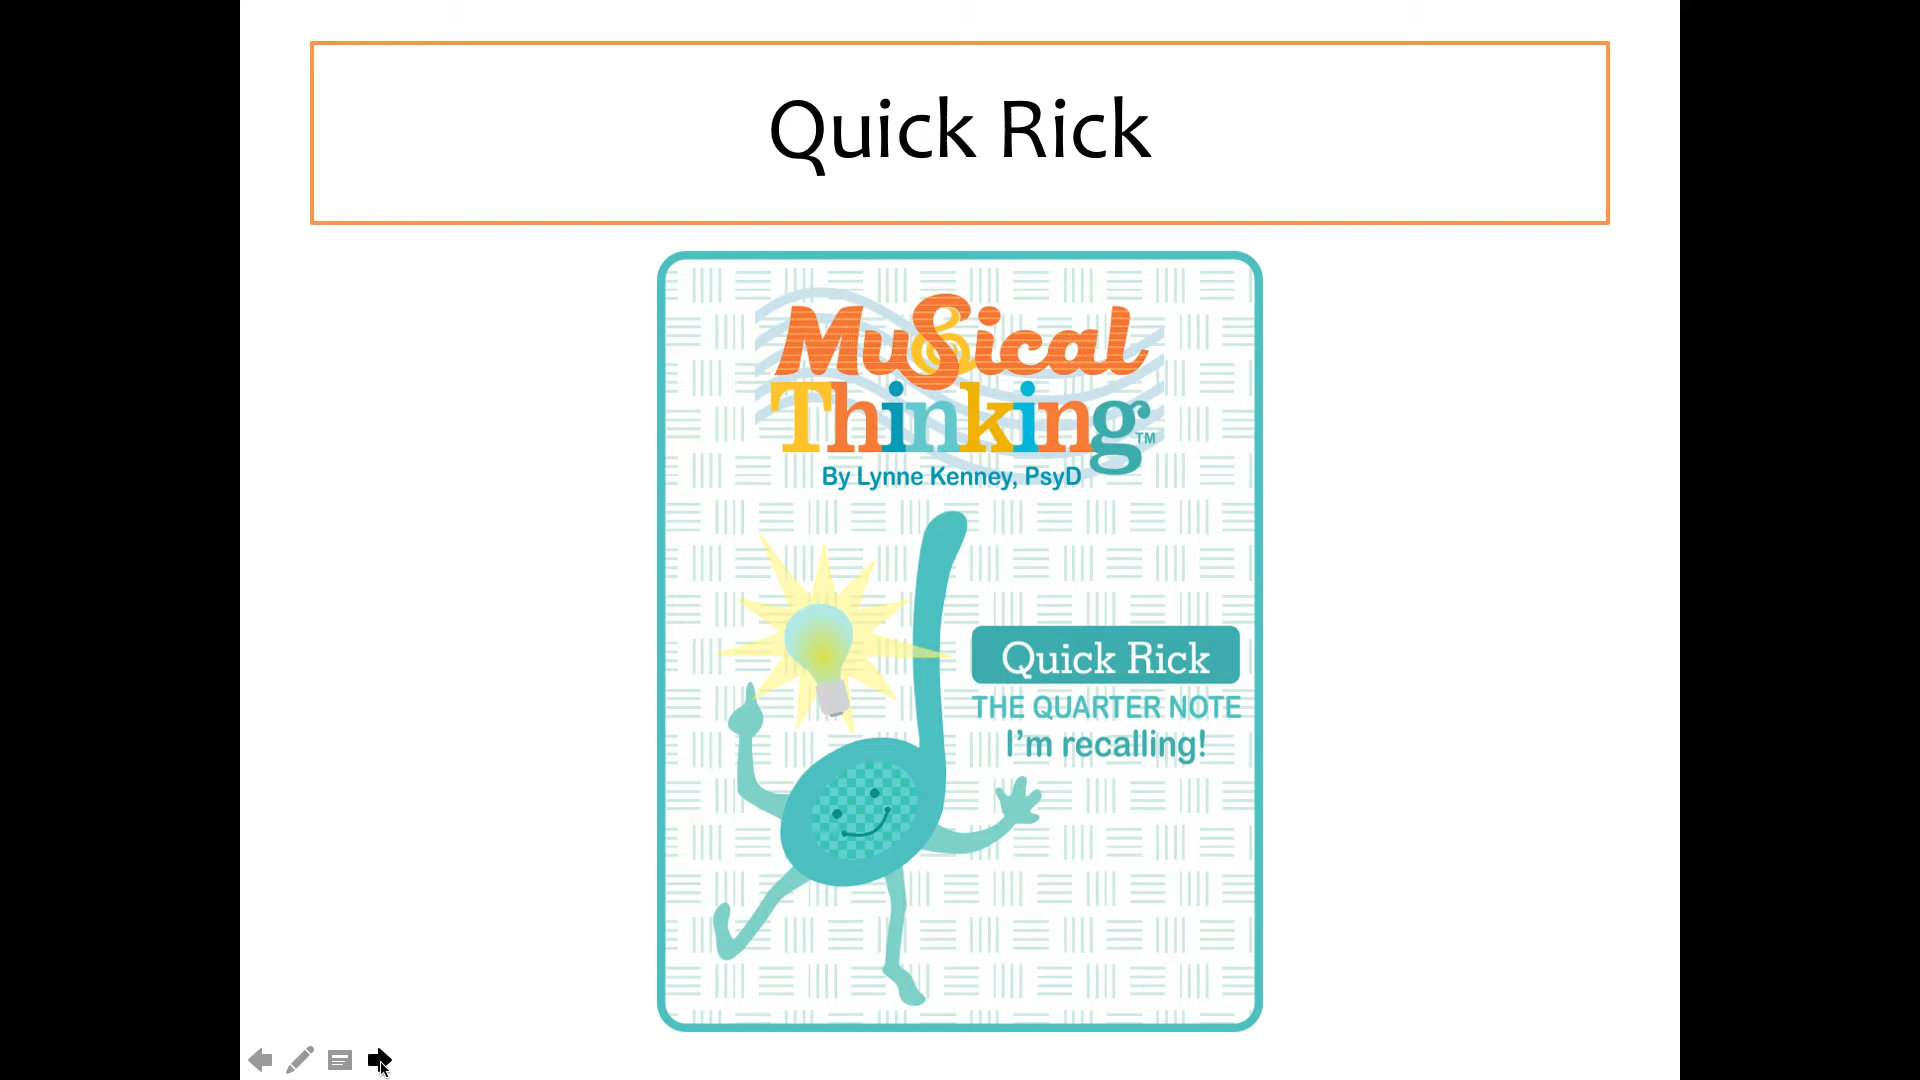 Quick Rick
Musical
Thinking™
By Lynne Kenney, PsyD
Quick Rick
THE QUARTER NOTE
I'm recalling!